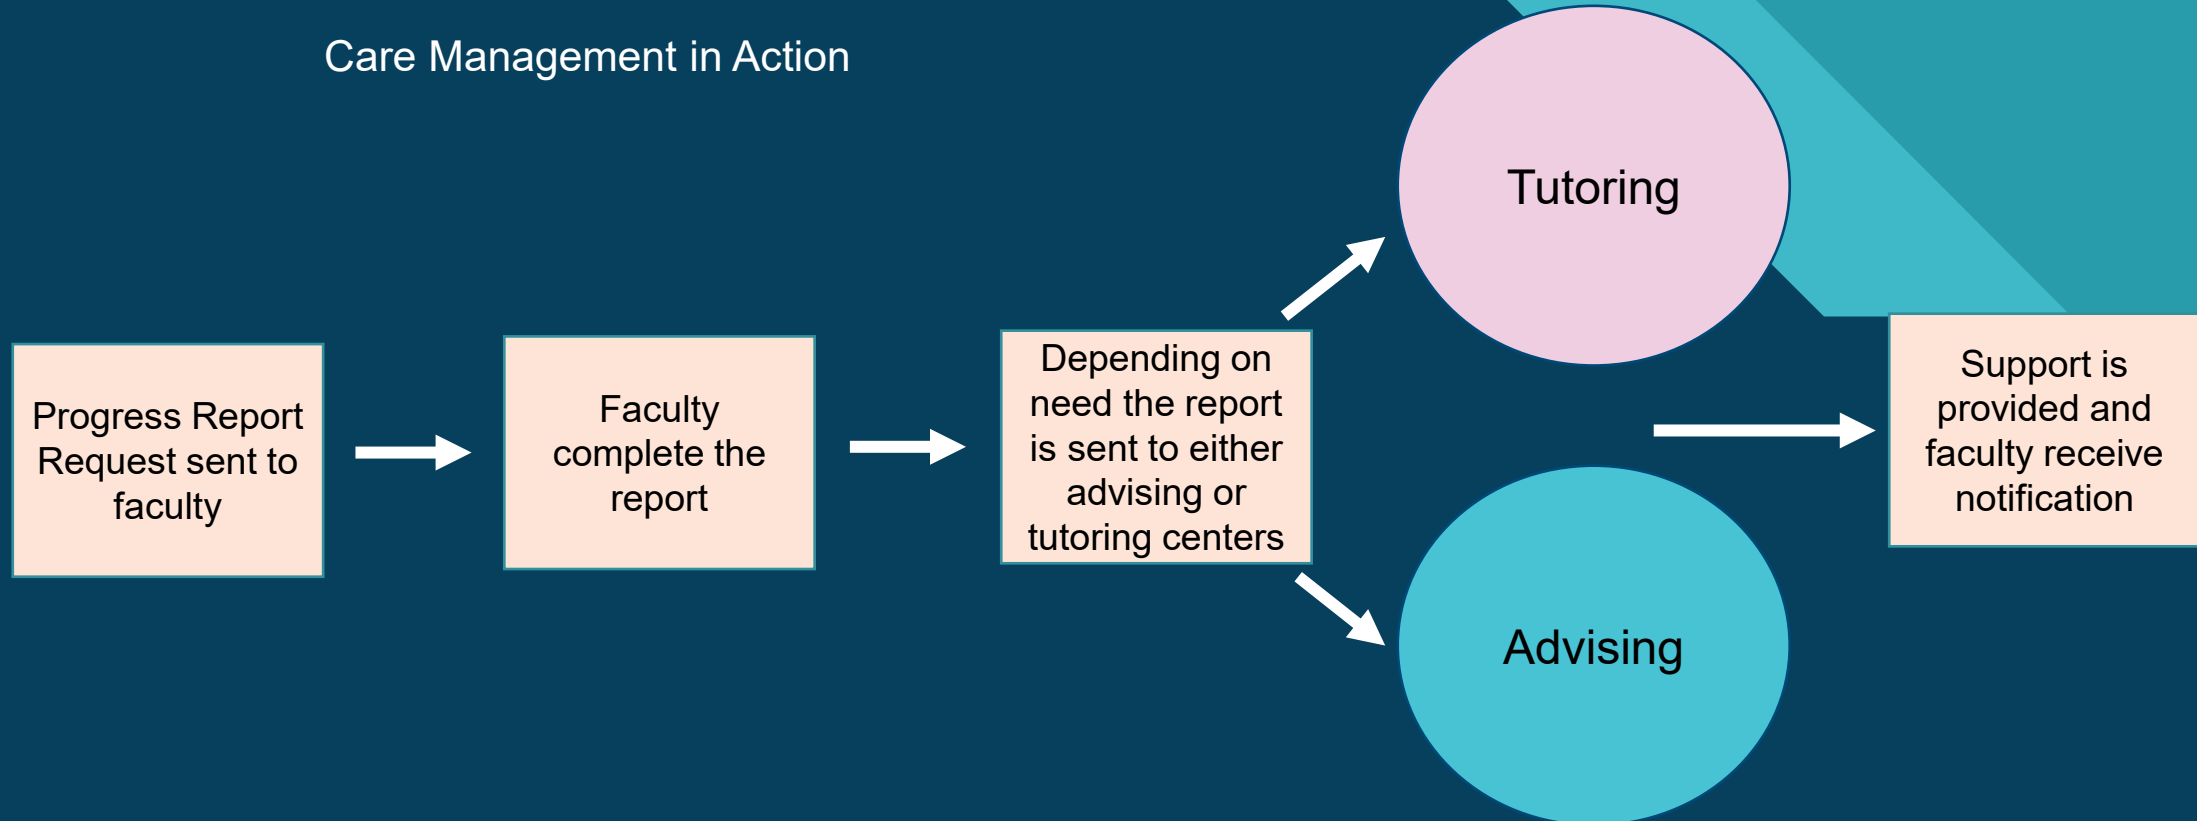 Care Management in Action
Progress Report
Request sent to
faculty
Faculty
complete the
report
Depending on
need the report
is sent to either
advising or
tutoring centers
Tutoring
Advising
Support is
provided and
faculty receive
notification